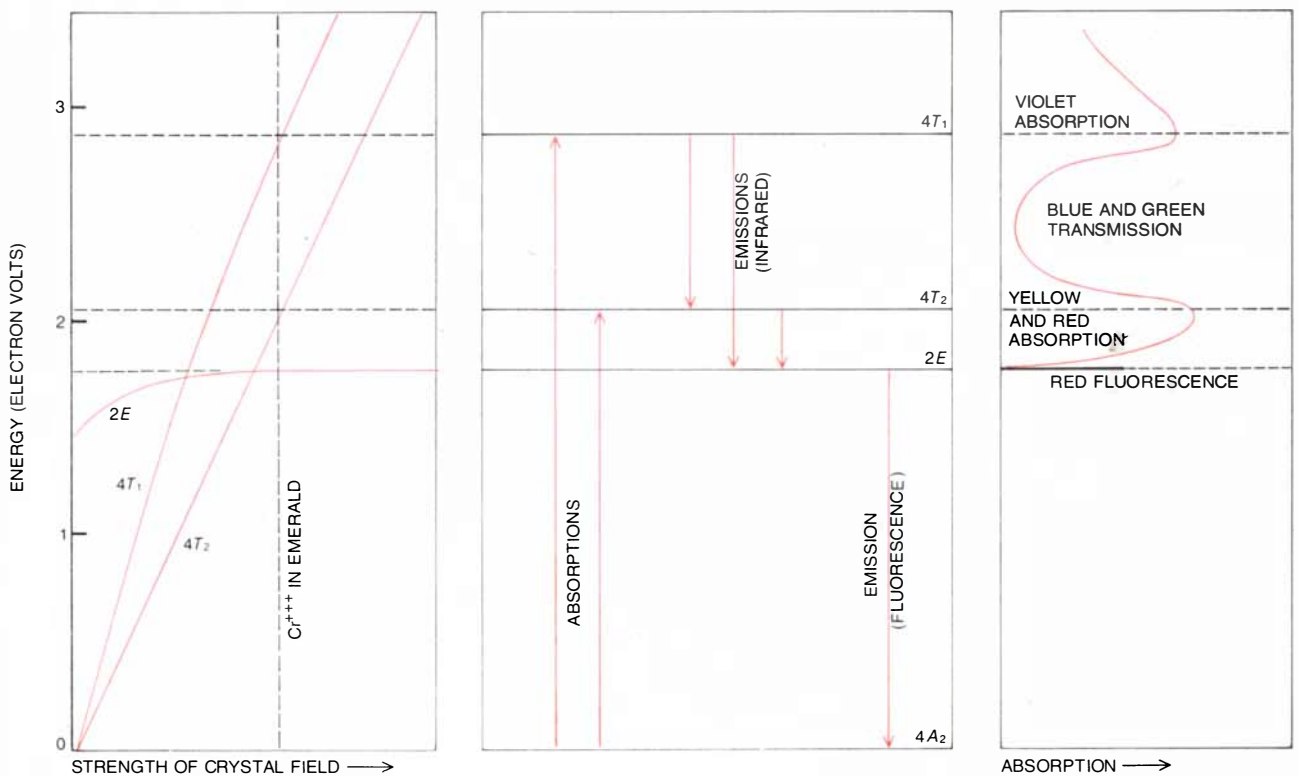 ENERGY (ELECTRON VOLTS)
3
2
1
0
2E
4T₁
4T₂
Cr⁺⁺⁺ IN EMERALD
STRENGTH OF CRYSTAL FIELD →
4T₁
4T₂
2E
4A₂
ABSORPTIONS
EMISSIONS
(INFRARED)
EMISSION
(FLUORESCENCE)
VIOLET
ABSORPTION
BLUE AND GREEN
TRANSMISSION
YELLOW
AND RED
ABSORPTION
RED FLUORESCENCE
ABSORPTION →